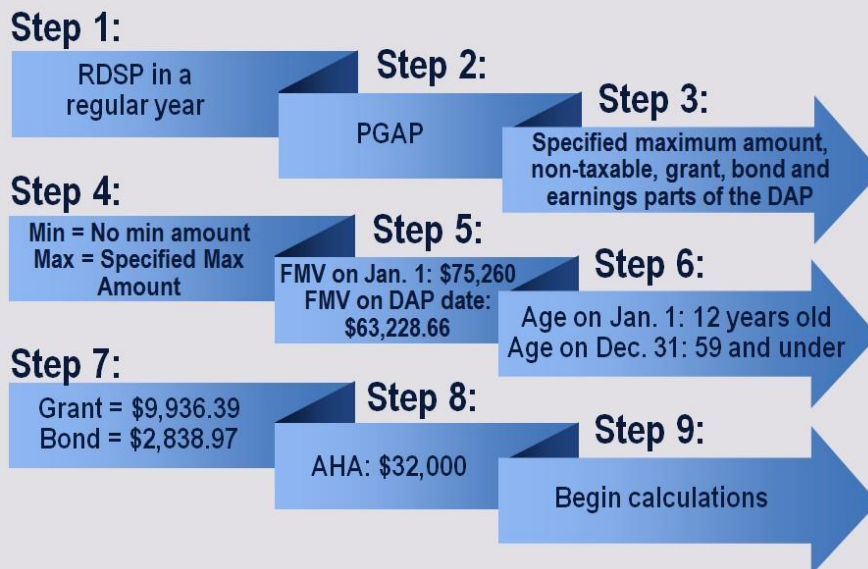 Step 1:
RDSP in a
regular year
Step 2:
PGAP
Step 3:
Specified maximum amount,
non-taxable, grant, bond and
earnings parts of the DAP
Step 4:
Min = No min amount
Max = Specified Max
Amount
Step 5:
FMV on Jan. 1: $75,260
FMV on DAP date:
$63,228.66
Step 6:
Age on Jan. 1: 12 years old
Age on Dec. 31: 59 and under
Step 7:
Grant = $9,936.39
Bond = $2,838.97
Step 8:
AHA: $32,000
Step 9:
Begin calculations